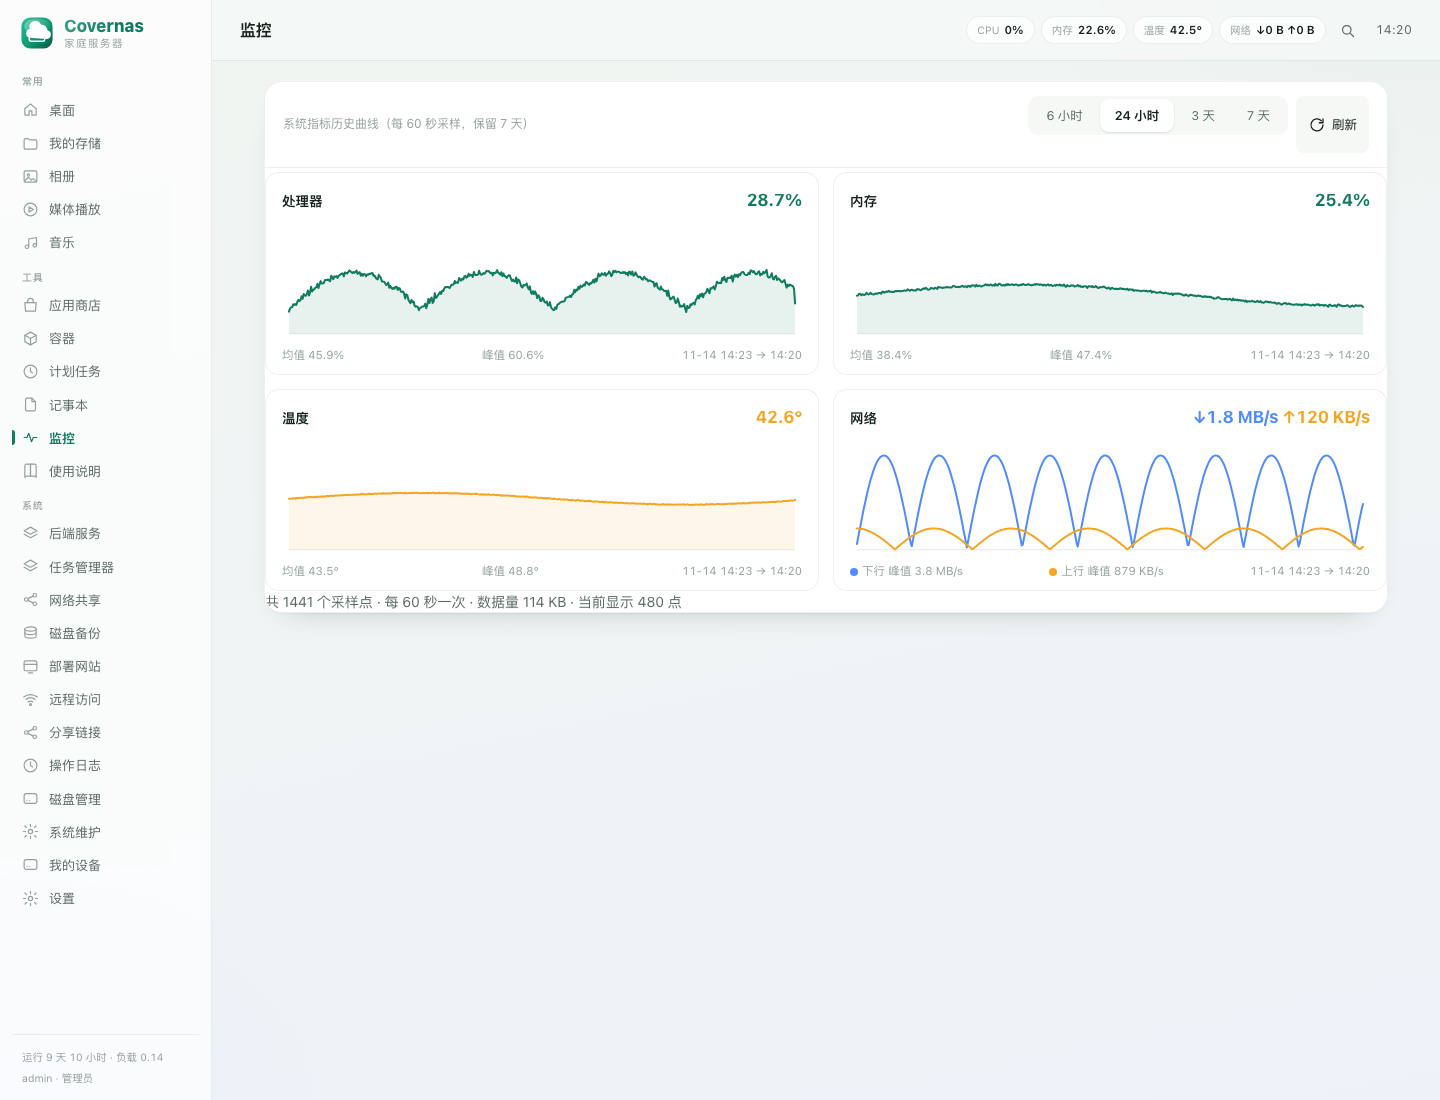 Covernas
家庭服务器
常用
桌面
我的存储
相册
媒体播放
音乐
工具
应用商店
容器
计划任务
记事本
监控
使用说明
系统
后端服务
任务管理器
网络共享
磁盘备份
部署网站
远程访问
分享链接
操作日志
磁盘管理
系统维护
我的设备
设置
运行 9 天 10 小时 · 负载 0.14
admin · 管理员
监控
CPU 0%
内存 22.6%
温度 42.5°
网络 ↓0 B ↑0 B
14:20
系统指标历史曲线（每 60 秒采样，保留 7 天）
6 小时
24 小时
3 天
7 天
刷新
处理器 28.7%
均值 45.9% 峰值 60.6% 11-14 14:23 → 14:20
内存 25.4%
均值 38.4% 峰值 47.4% 11-14 14:23 → 14:20
温度 42.6°
均值 43.5° 峰值 48.8° 11-14 14:23 → 14:20
网络 ↓1.8 MB/s ↑120 KB/s
下行 峰值 3.8 MB/s 上行 峰值 879 KB/s 11-14 14:23 → 14:20
共 1441 个采样点 · 每 60 秒一次 · 数据量 114 KB · 当前显示 480 点